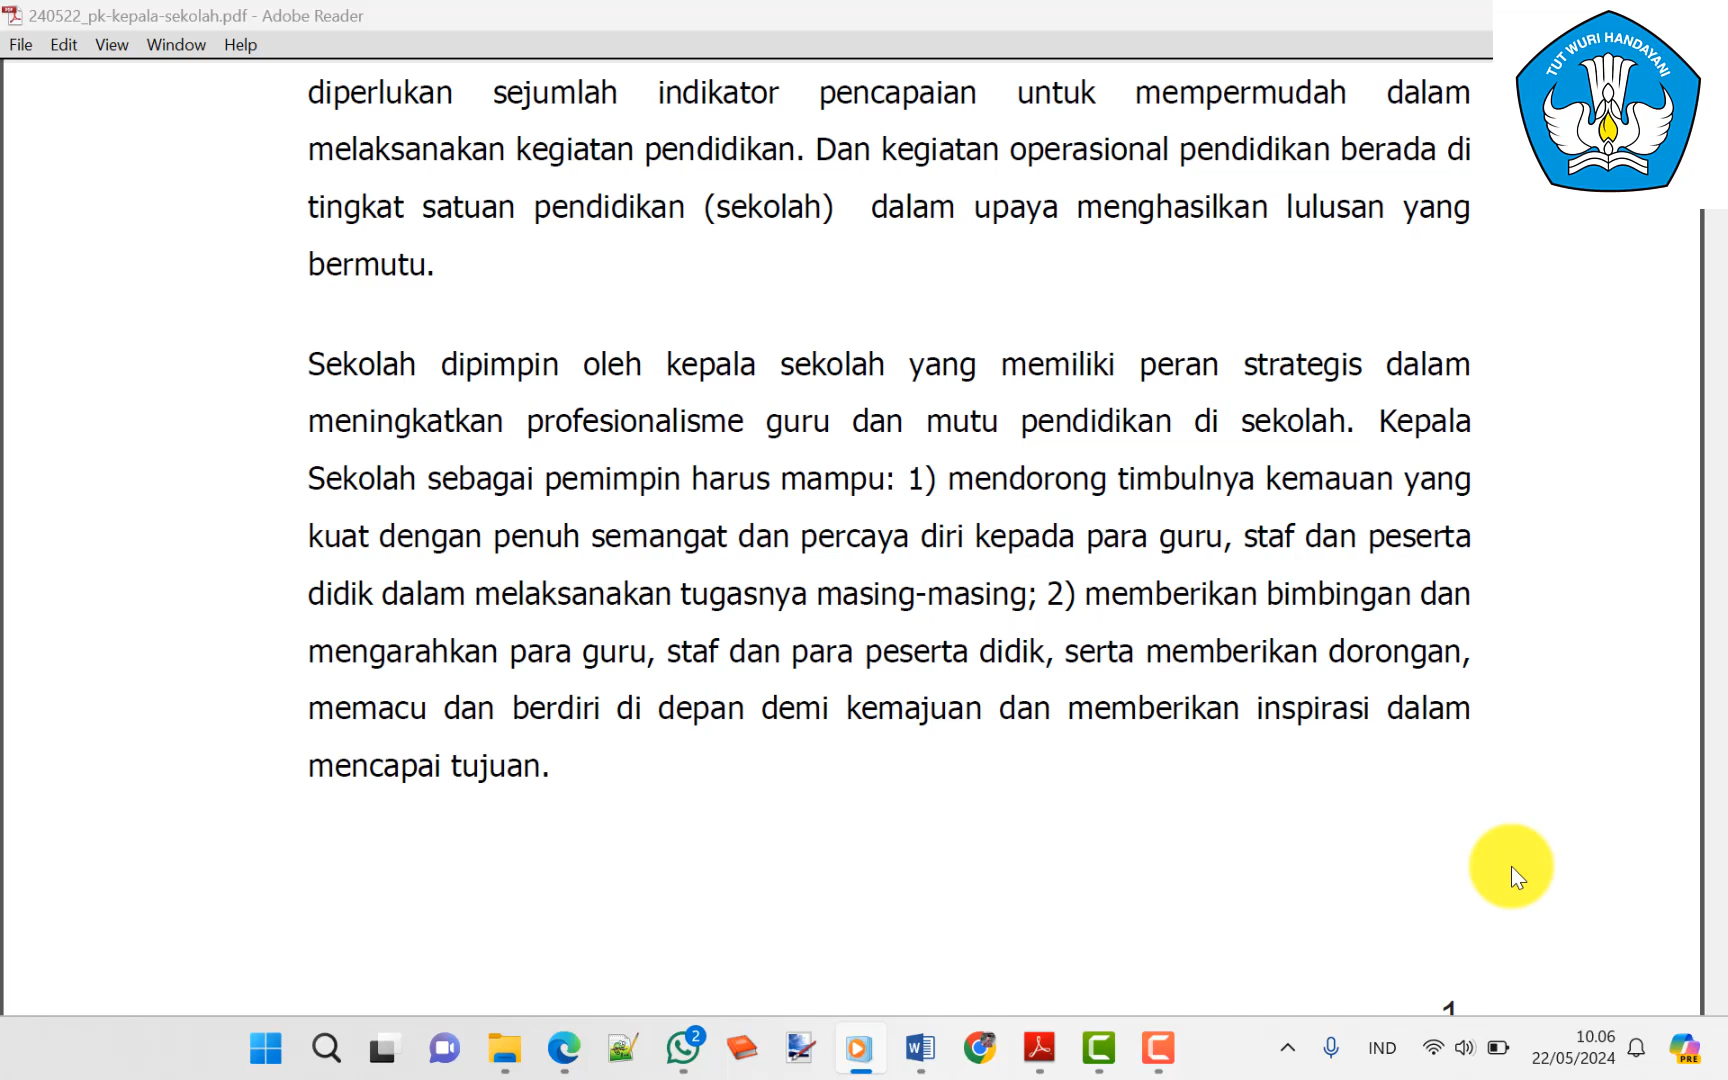 240522_pk-kepala-sekolah.pdf - Adobe Reader
File Edit View Window Help
TUT WURI HANDAYANI
diperlukan sejumlah indikator pencapaian untuk mempermudah dalam
melaksanakan kegiatan pendidikan. Dan kegiatan operasional pendidikan berada di
tingkat satuan pendidikan (sekolah) dalam upaya menghasilkan lulusan yang
bermutu.
Sekolah dipimpin oleh kepala sekolah yang memiliki peran strategis dalam
meningkatkan profesionalisme guru dan mutu pendidikan di sekolah. Kepala
Sekolah sebagai pemimpin harus mampu: 1) mendorong timbulnya kemauan yang
kuat dengan penuh semangat dan percaya diri kepada para guru, staf dan peserta
didik dalam melaksanakan tugasnya masing-masing; 2) memberikan bimbingan dan
mengarahkan para guru, staf dan para peserta didik, serta memberikan dorongan,
memacu dan berdiri di depan demi kemajuan dan memberikan inspirasi dalam
mencapai tujuan.
1
2
IND
10.06
22/05/2024
PRE